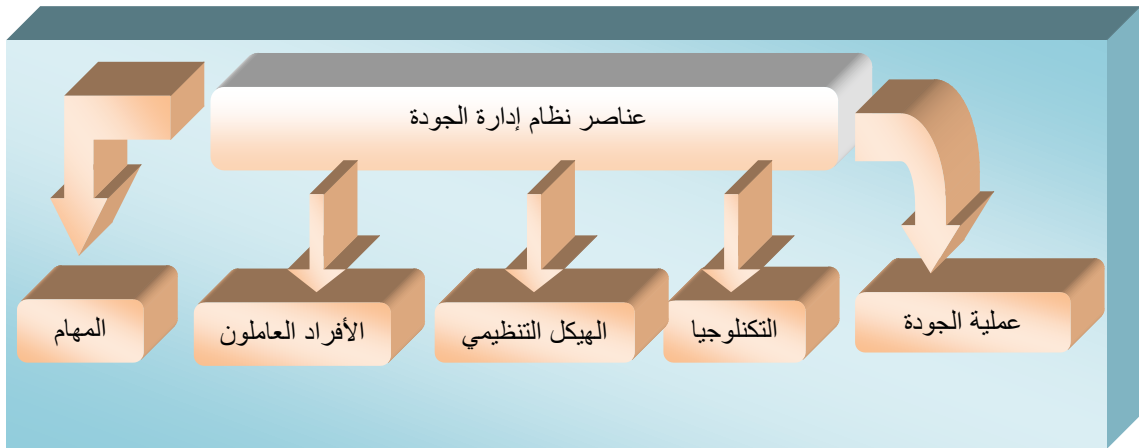 عناصر نظام إدارة الجودة
عملية الجودة
التكنلوجيا
الهيكل التنظيمي
الأفراد العاملون
المهام